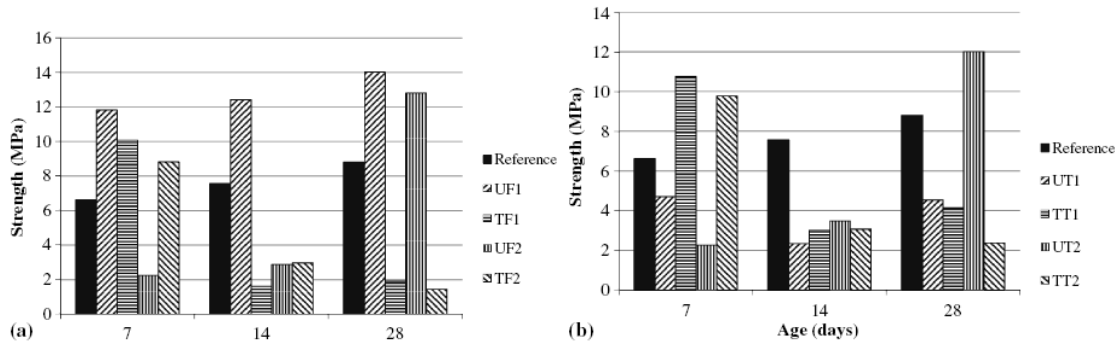 16
14
12
10
8
6
4
2
0
Strength (MPa)
7
14
28
Reference
UF1
TF1
UF2
TF2
(a)
14
12
10
8
6
4
2
0
Strength (MPa)
7
14
28
Age (days)
Reference
UT1
TT1
UT2
TT2
(b)